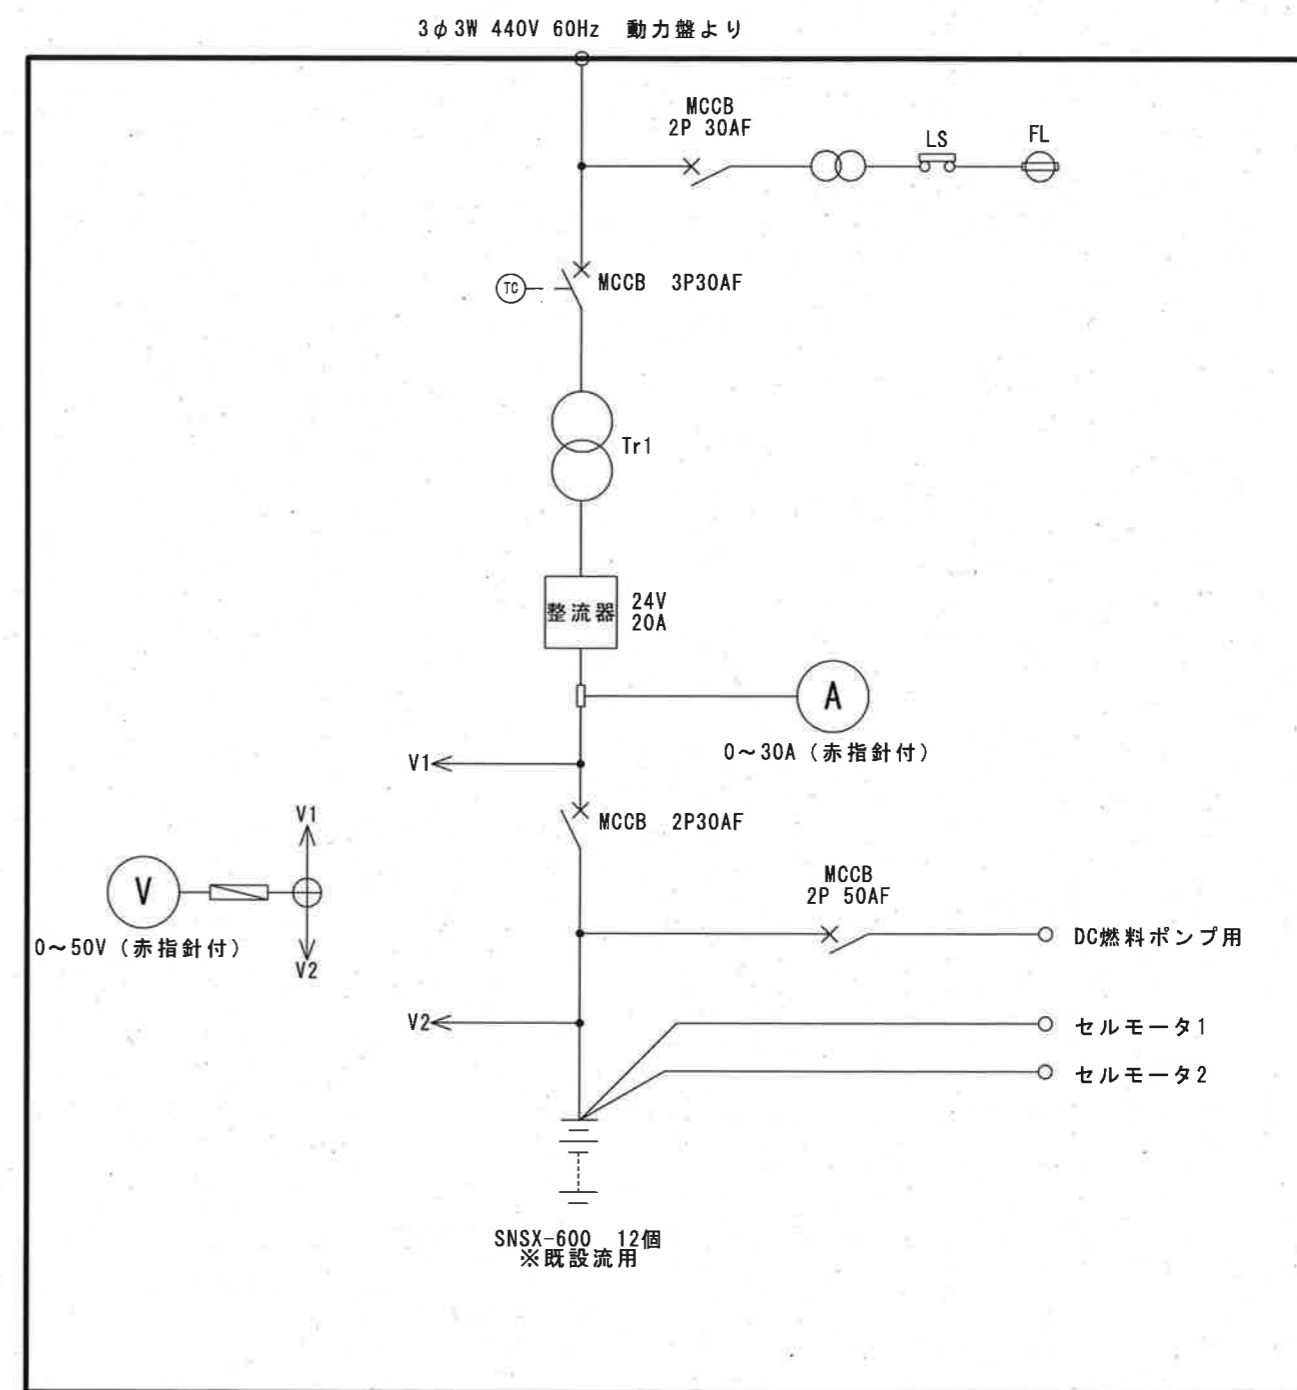 3φ3W 440V 60Hz 動力盤より
MCCB
2P 30AF
LS
FL
TC
MCCB 3P30AF
Tr1
整流器
24V
20A
A
0～30A（赤指針付）
V1
MCCB 2P30AF
V1
V
0～50V（赤指針付）
V2
MCCB
2P 50AF
DC燃料ポンプ用
V2
セルモータ1
セルモータ2
SNSX-600 12個
※既設流用